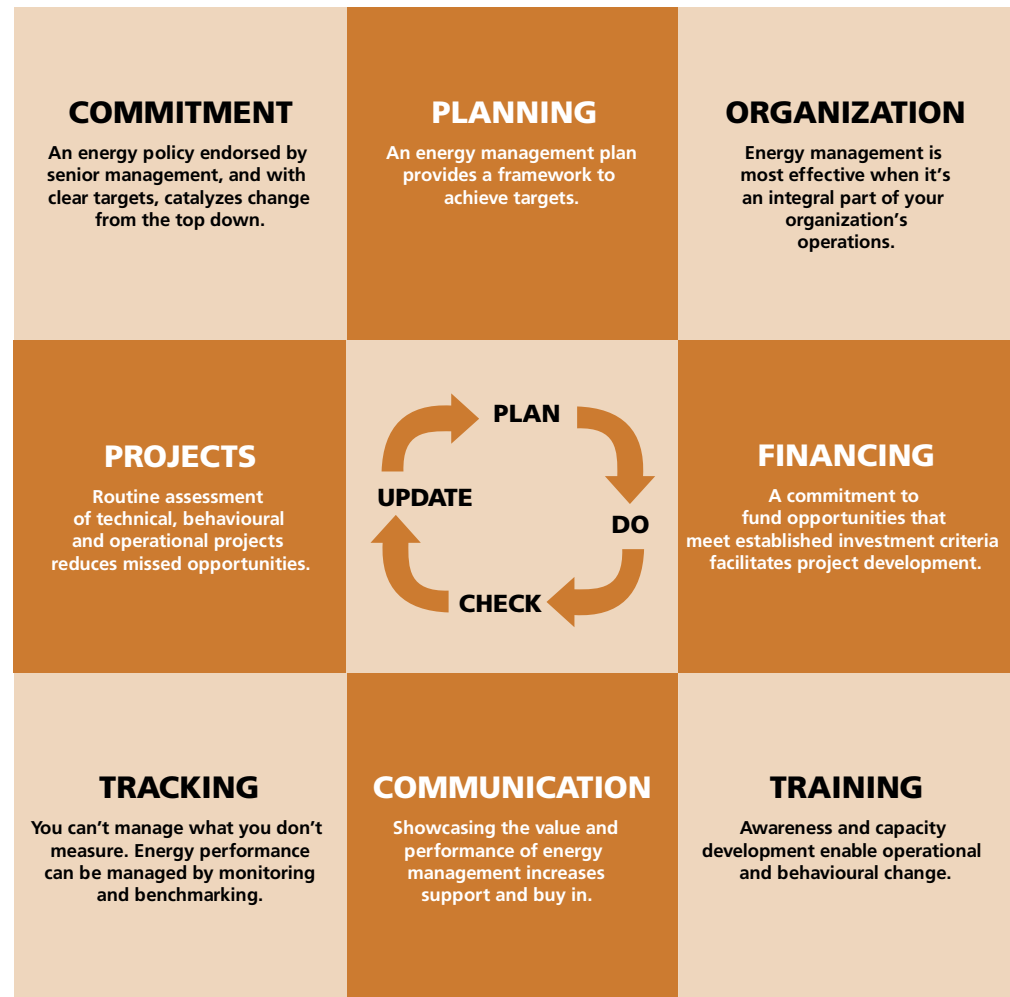 COMMITMENT
An energy policy endorsed by
senior management, and with
clear targets, catalyzes change
from the top down.
PLANNING
An energy management plan
provides a framework to
achieve targets.
ORGANIZATION
Energy management is
most effective when it’s
an integral part of your
organization’s
operations.
PROJECTS
Routine assessment
of technical, behavioural
and operational projects
reduces missed opportunities.
PLAN
DO
CHECK
UPDATE
FINANCING
A commitment to
fund opportunities that
meet established investment criteria
facilitates project development.
TRACKING
You can’t manage what you don’t
measure. Energy performance
can be managed by monitoring
and benchmarking.
COMMUNICATION
Showcasing the value and
performance of energy
management increases
support and buy in.
TRAINING
Awareness and capacity
development enable operational
and behavioural change.